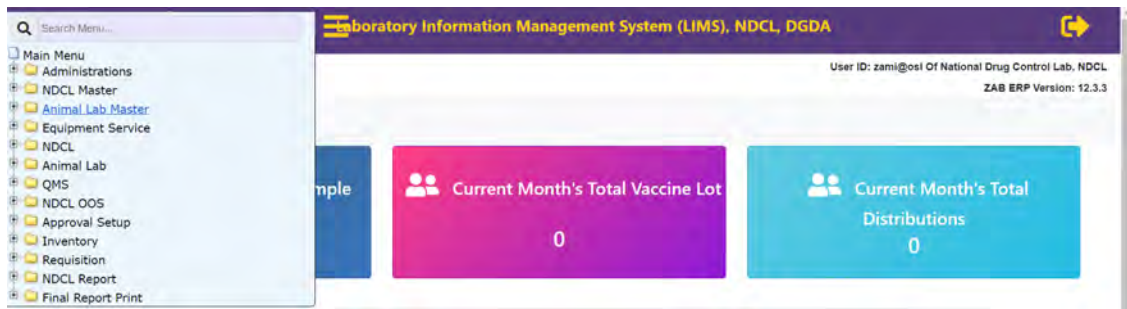 Search Menu...
Laboratory Information Management System (LIMS), NDCL, DGDA
Main Menu
Administrations
NDCL Master
Animal Lab Master
Equipment Service
NDCL
Animal Lab
QMS
NDCL OOS
Approval Setup
Inventory
Requisition
NDCL Report
Final Report Print
User ID: zami@osl Of National Drug Control Lab, NDCL
ZAB ERP Version: 12.3.3
mple
Current Month's Total Vaccine Lot
0
Current Month's Total
Distributions
0